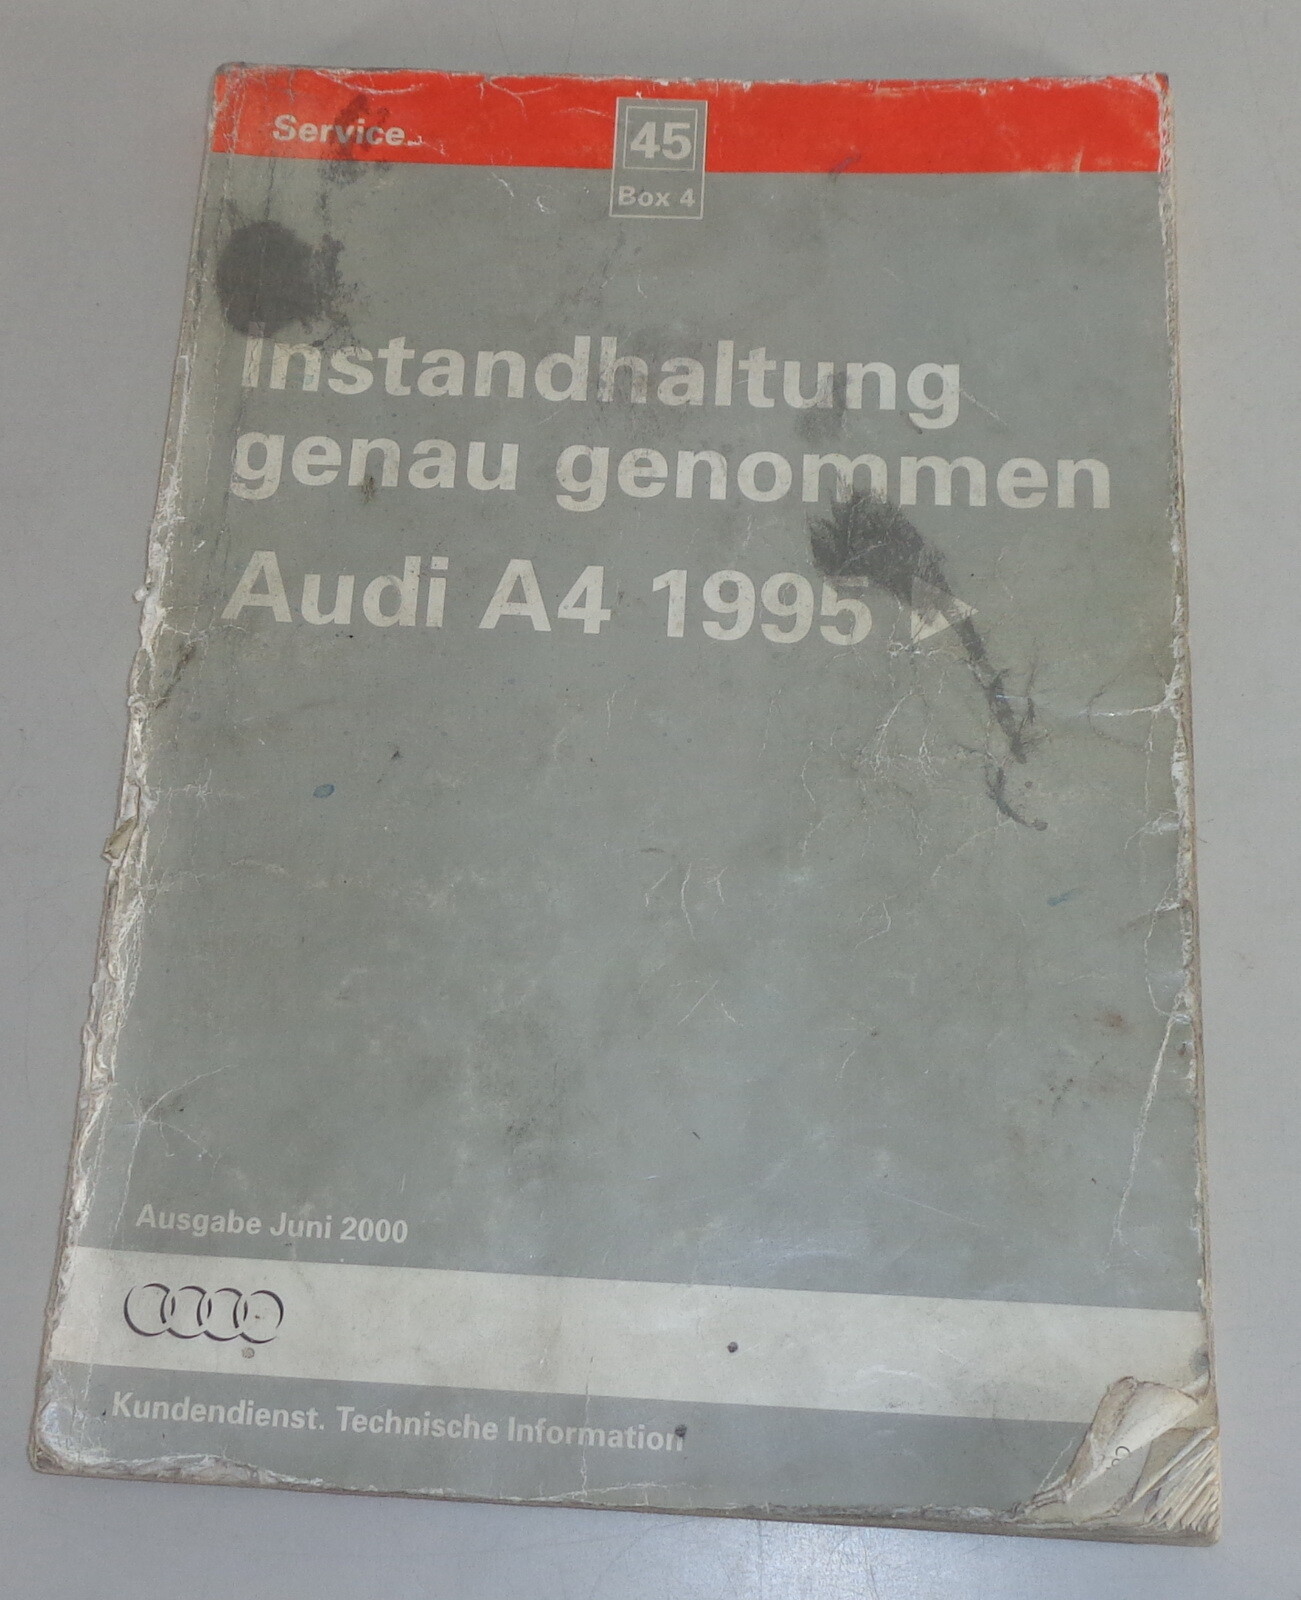 Service.
45
Box 4
Instandhaltung
genau genommen
Audi A4 1995 ►
Ausgabe Juni 2000
Kundendienst. Technische Information